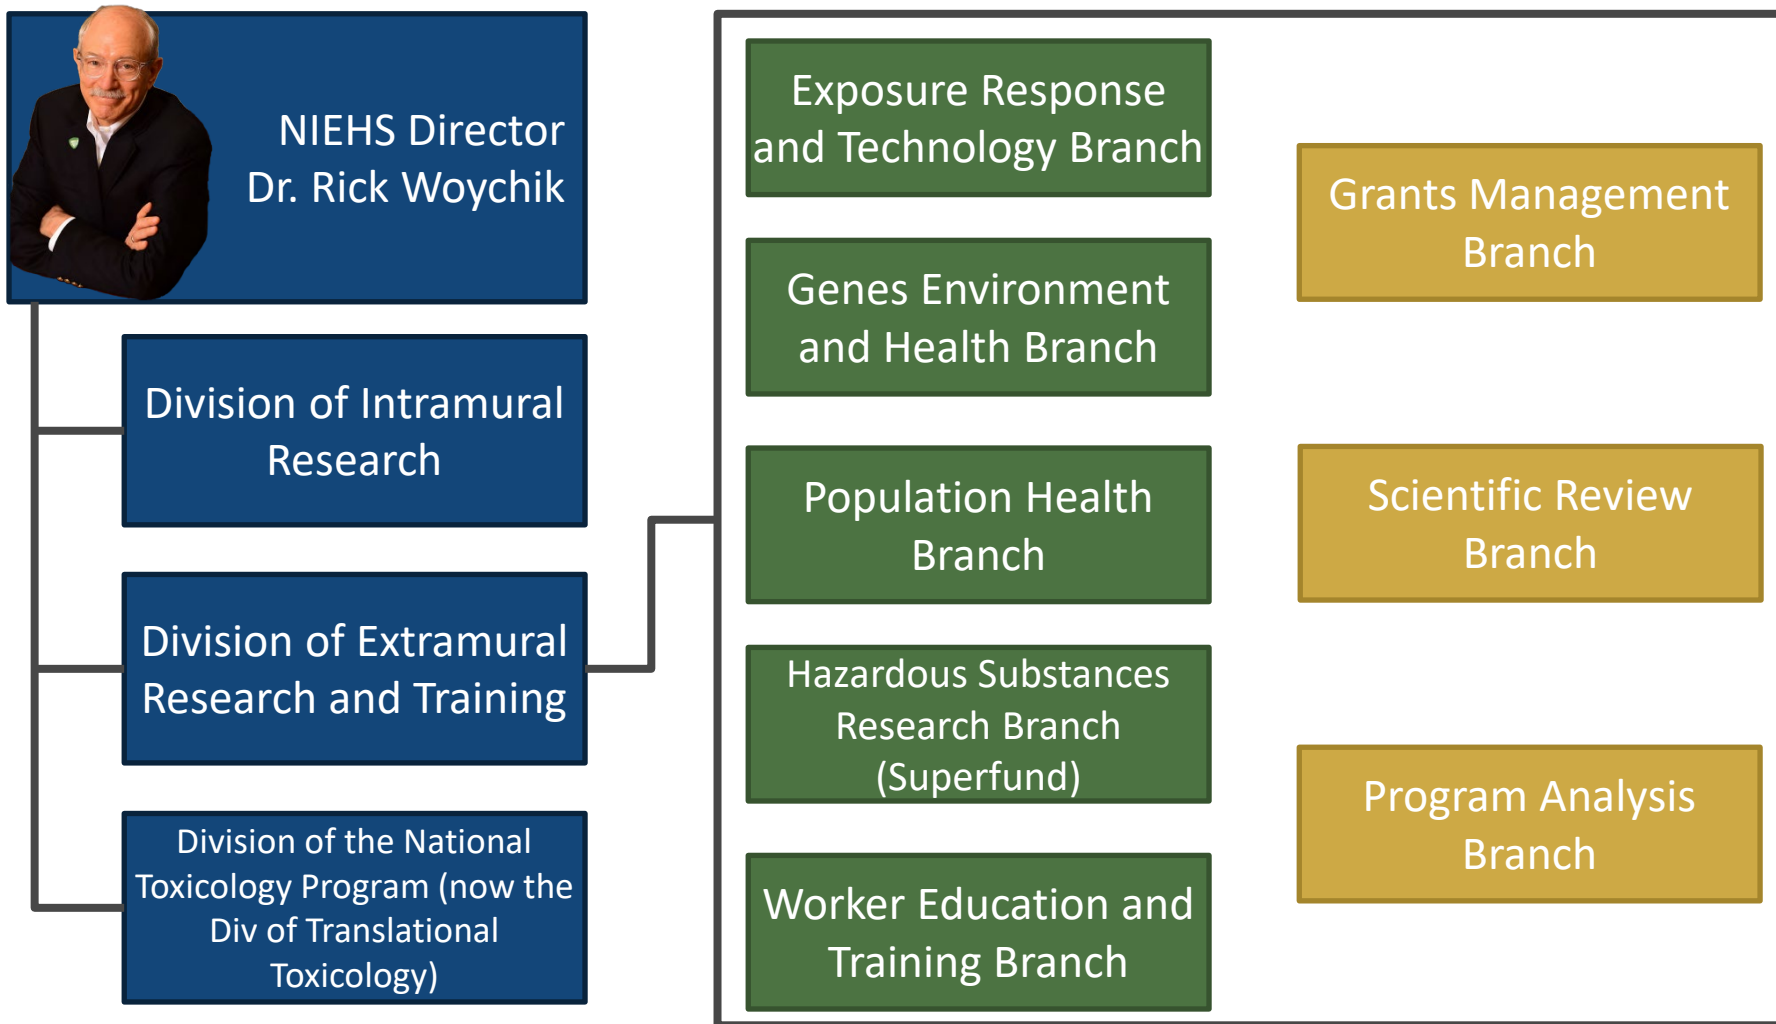 NIEHS Director
Dr. Rick Woychik
Division of Intramural
Research
Division of Extramural
Research and Training
Division of the National
Toxicology Program (now the
Div of Translational
Toxicology)
Exposure Response
and Technology Branch
Genes Environment
and Health Branch
Population Health
Branch
Hazardous Substances
Research Branch
(Superfund)
Worker Education and
Training Branch
Grants Management
Branch
Scientific Review
Branch
Program Analysis
Branch